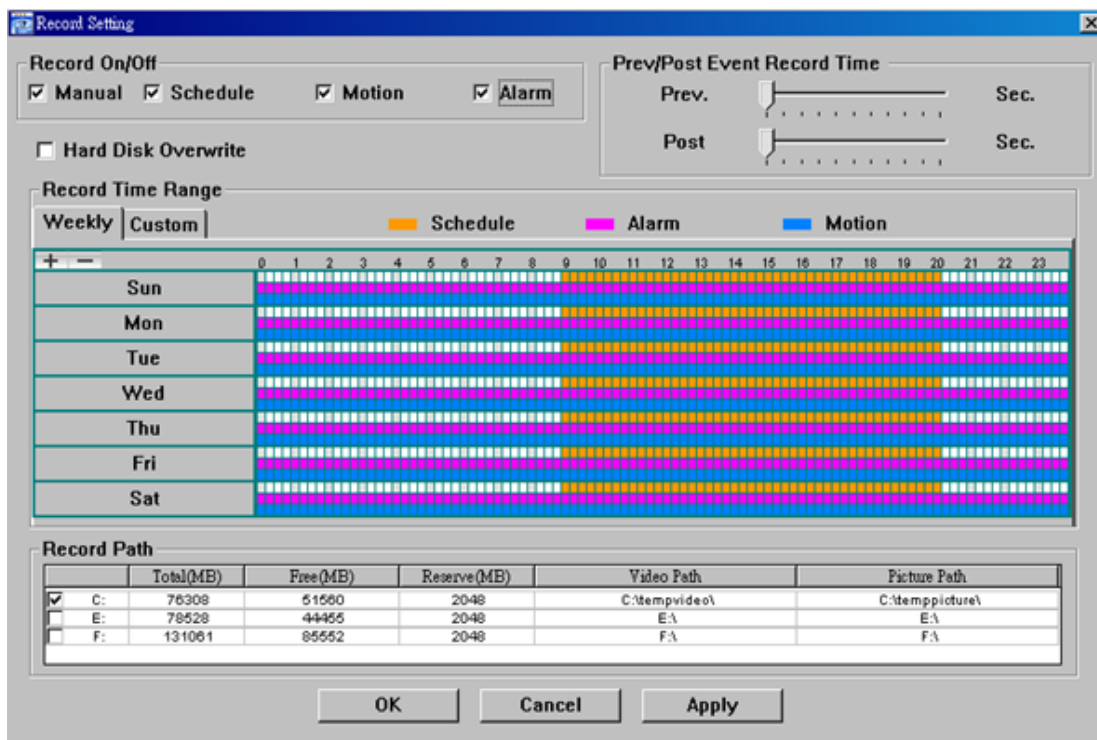 Record Setting
Record On/Off
Manual Schedule Motion Alarm
Prev/Post Event Record Time
Prev. Sec.
Post Sec.
Hard Disk Overwrite
Record Time Range
Weekly Custom Schedule Alarm Motion
+ − 0 1 2 3 4 5 6 7 8 9 10 11 12 13 14 15 16 17 18 19 20 21 22 23
Sun
Mon
Tue
Wed
Thu
Fri
Sat
Record Path
Total(MB) Free(MB) Reserve(MB) Video Path Picture Path
C: 76308 51560 2048 C:\tempvideo\ C:\temppicture\
E: 78528 44455 2048 E:\ E:\
F: 131061 85552 2048 F:\ F:\
OK Cancel Apply